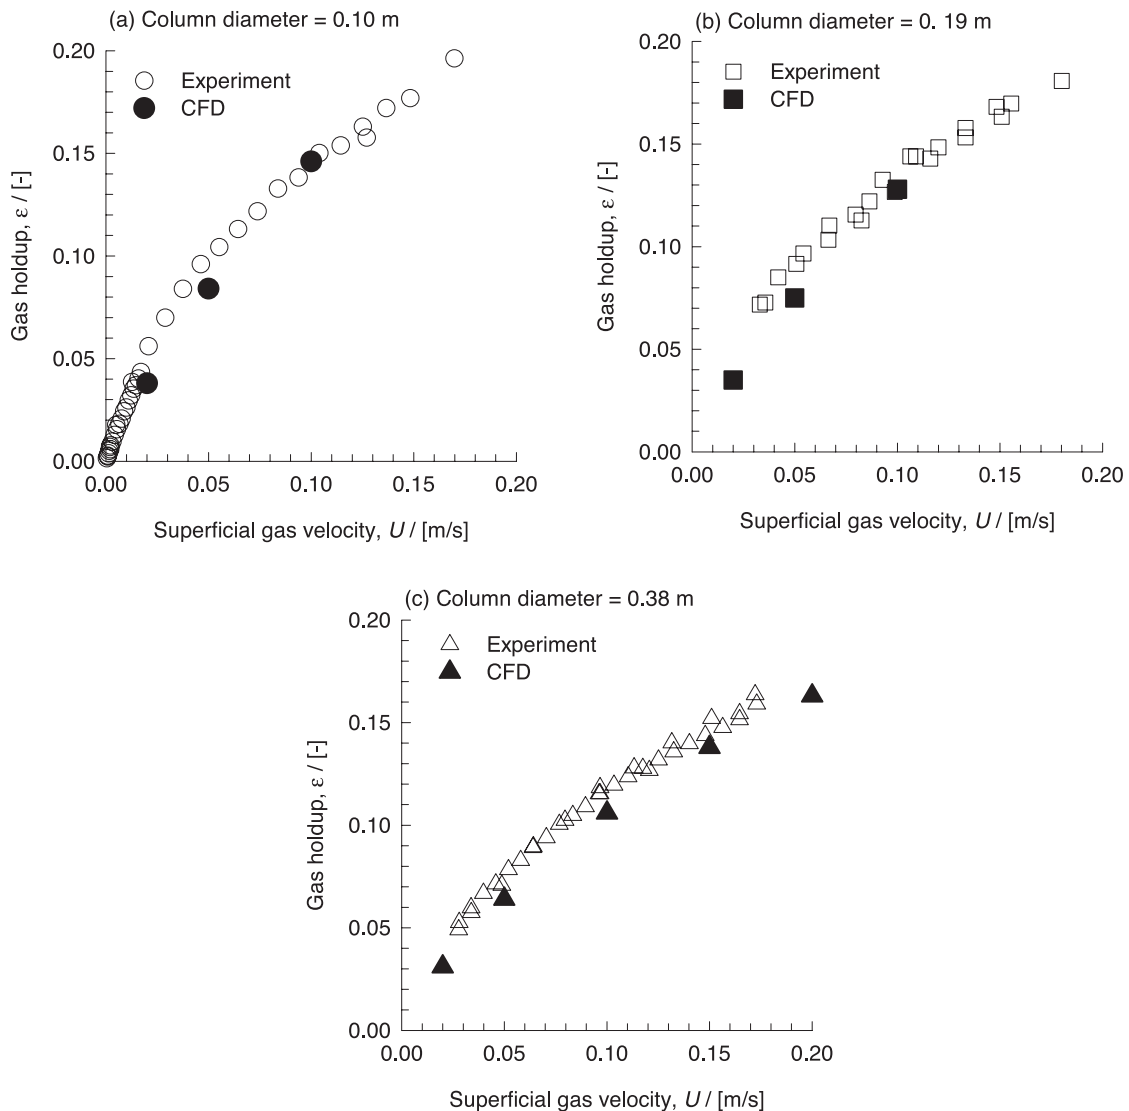 (a) Column diameter = 0.10 m
0.20
0.15
0.10
0.05
0.00
Gas holdup, ε / [-]
Experiment
CFD
0.00 0.05 0.10 0.15 0.20
Superficial gas velocity, U / [m/s]
(b) Column diameter = 0. 19 m
0.20
0.15
0.10
0.05
0.00
Gas holdup, ε / [-]
Experiment
CFD
0.00 0.05 0.10 0.15 0.20
Superficial gas velocity, U / [m/s]
(c) Column diameter = 0.38 m
0.20
0.15
0.10
0.05
0.00
Gas holdup, ε / [-]
Experiment
CFD
0.00 0.05 0.10 0.15 0.20
Superficial gas velocity, U / [m/s]